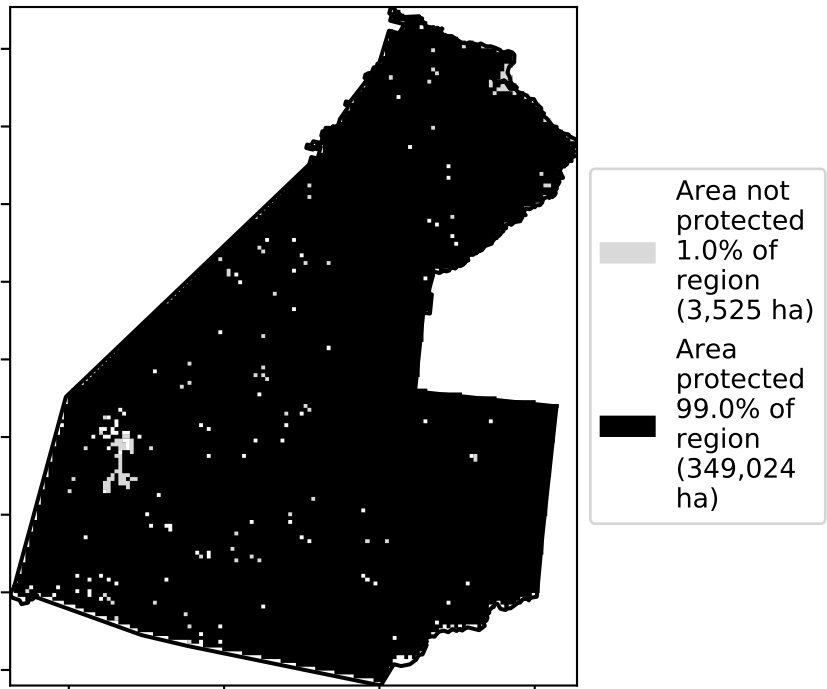 Area not
protected
1.0% of
region
(3,525 ha)
Area
protected
99.0% of
region
(349,024
ha)